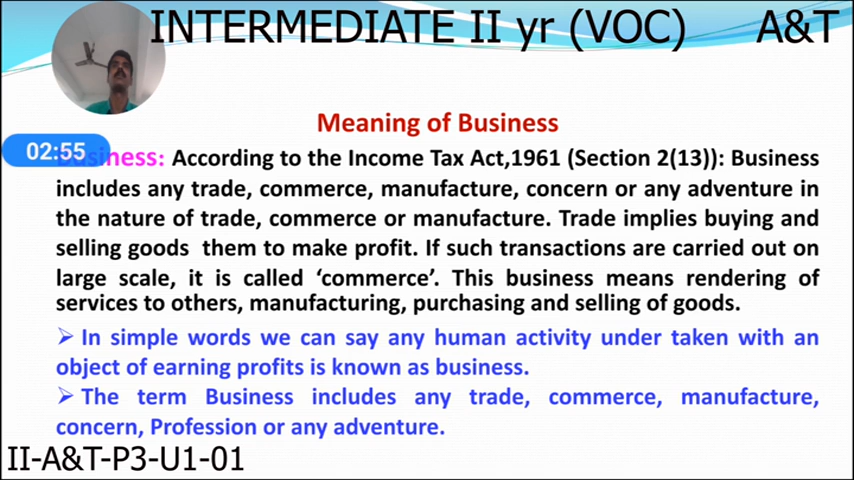 INTERMEDIATE II yr (VOC) A&T
Meaning of Business
02:55
Business: According to the Income Tax Act,1961 (Section 2(13)): Business
includes any trade, commerce, manufacture, concern or any adventure in
the nature of trade, commerce or manufacture. Trade implies buying and
selling goods them to make profit. If such transactions are carried out on
large scale, it is called ‘commerce’. This business means rendering of
services to others, manufacturing, purchasing and selling of goods.
➢ In simple words we can say any human activity under taken with an
object of earning profits is known as business.
➢ The term Business includes any trade, commerce, manufacture,
concern, Profession or any adventure.
II-A&T-P3-U1-01